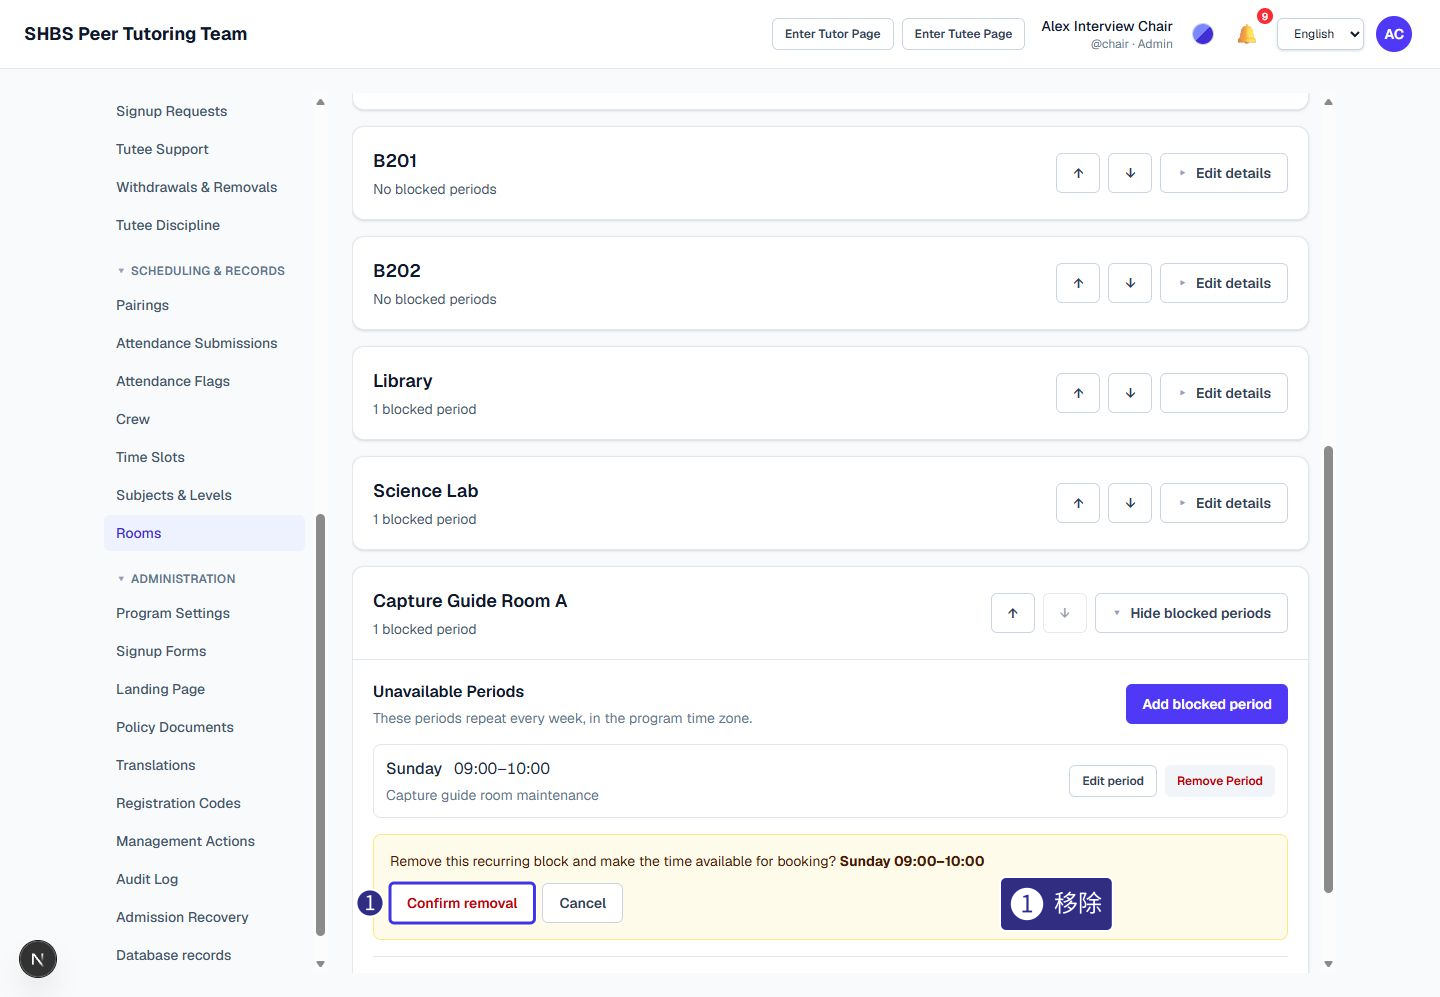 SHBS Peer Tutoring Team
Enter Tutor Page
Enter Tutee Page
Alex Interview Chair
@chair · Admin
9
English
AC
Signup Requests
Tutee Support
Withdrawals & Removals
Tutee Discipline
SCHEDULING & RECORDS
Pairings
Attendance Submissions
Attendance Flags
Crew
Time Slots
Subjects & Levels
Rooms
ADMINISTRATION
Program Settings
Signup Forms
Landing Page
Policy Documents
Translations
Registration Codes
Management Actions
Audit Log
Admission Recovery
Database records
N
B201
No blocked periods
Edit details
B202
No blocked periods
Edit details
Library
1 blocked period
Edit details
Science Lab
1 blocked period
Edit details
Capture Guide Room A
1 blocked period
Hide blocked periods
Unavailable Periods
These periods repeat every week, in the program time zone.
Add blocked period
Sunday 09:00–10:00
Capture guide room maintenance
Edit period
Remove Period
Remove this recurring block and make the time available for booking? Sunday 09:00–10:00
1
Confirm removal
Cancel
1 移除